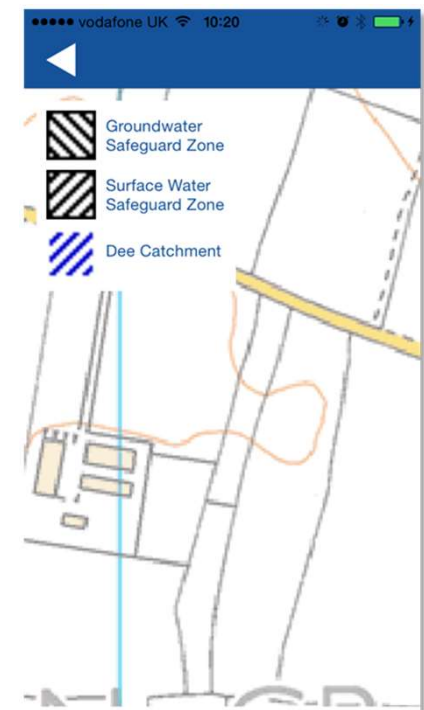 vodafone UK 10:20
Groundwater
Safeguard Zone
Surface Water
Safeguard Zone
Dee Catchment